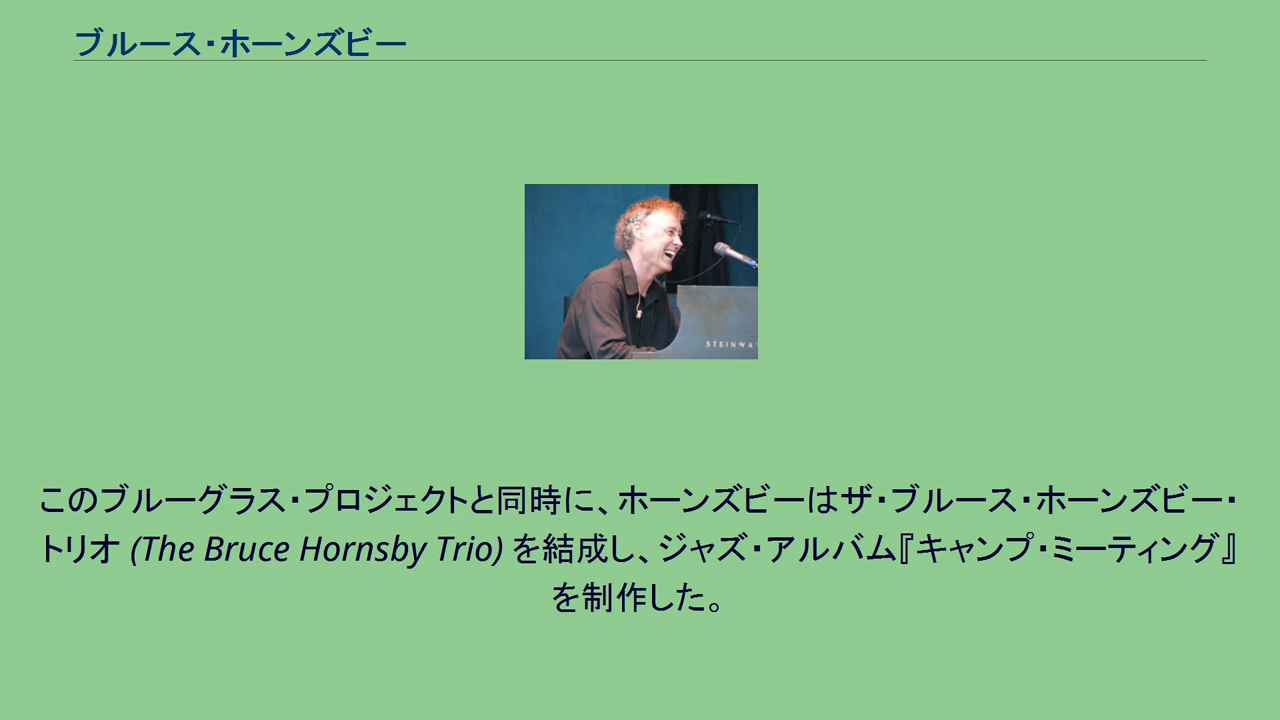 ブルース・ホーンズビー
STEINWA
このブルーグラス・プロジェクトと同時に、ホーンズビーはザ・ブルース・ホーンズビー・
トリオ (The Bruce Hornsby Trio) を結成し、ジャズ・アルバム『キャンプ・ミーティング』
を制作した。